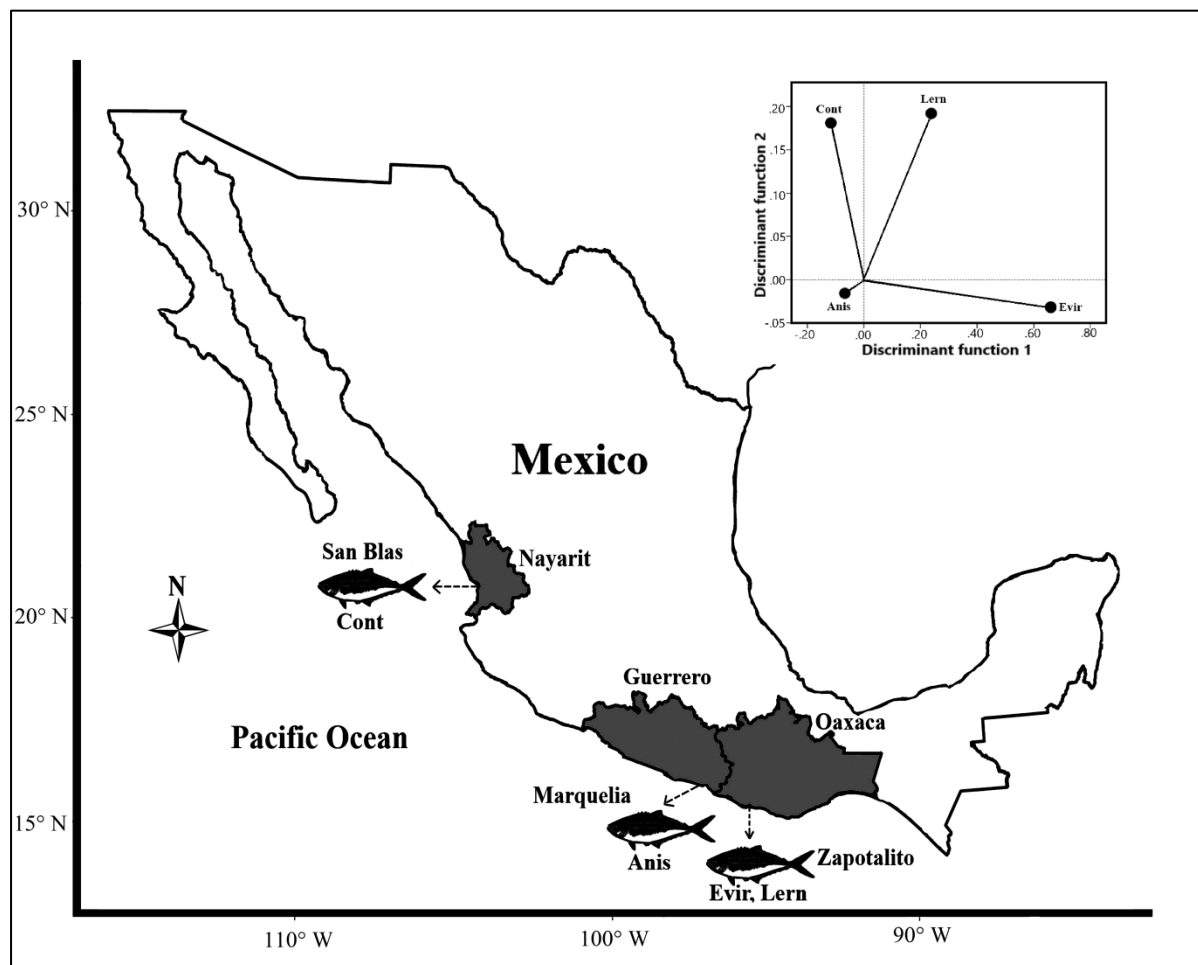 Cont
Lern
Anis
Evir
.20
.15
.10
.05
.00
-.05
-.20
.00
.20
.40
.60
.80
Discriminant function 2
Discriminant function 1
30° N
25° N
20° N
15° N
Mexico
San Blas
Nayarit
Cont
N
Guerrero
Oaxaca
Pacific Ocean
Marquelia
Anis
Zapotalito
Evir, Lern
110° W
100° W
90° W